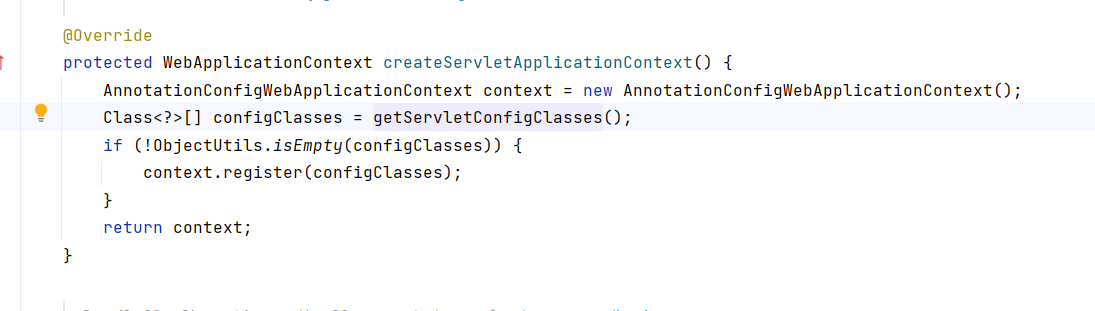 @Override
protected WebApplicationContext createServletApplicationContext() {
AnnotationConfigWebApplicationContext context = new AnnotationConfigWebApplicationContext();
Class<?>[] configClasses = getServletConfigClasses();
if (!ObjectUtils.isEmpty(configClasses)) {
context.register(configClasses);
}
return context;
}